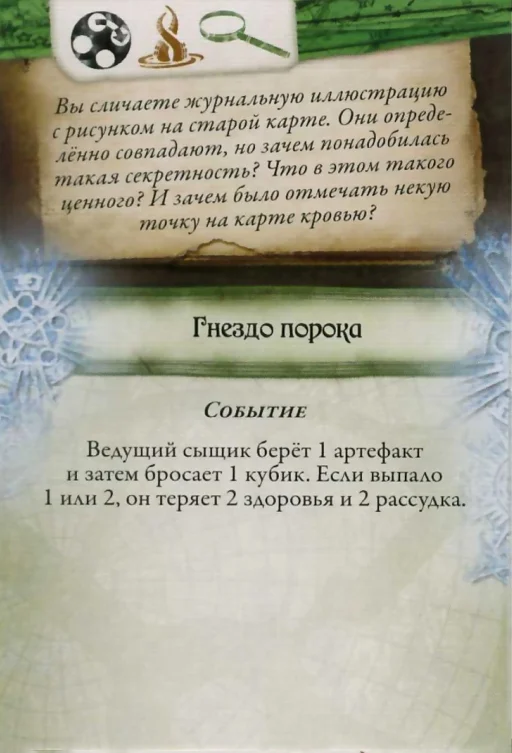 Вы сличаете журнальную иллюстрацию
с рисунком на старой карте. Они опреде-
лённо совпадают, но зачем понадобилась
такая секретность? Что в этом такого
ценного? И зачем было отмечать некую
точку на карте кровью?
Гнездо порока
Событие
Ведущий сыщик берёт 1 артефакт
и затем бросает 1 кубик. Если выпало
1 или 2, он теряет 2 здоровья и 2 рассудка.